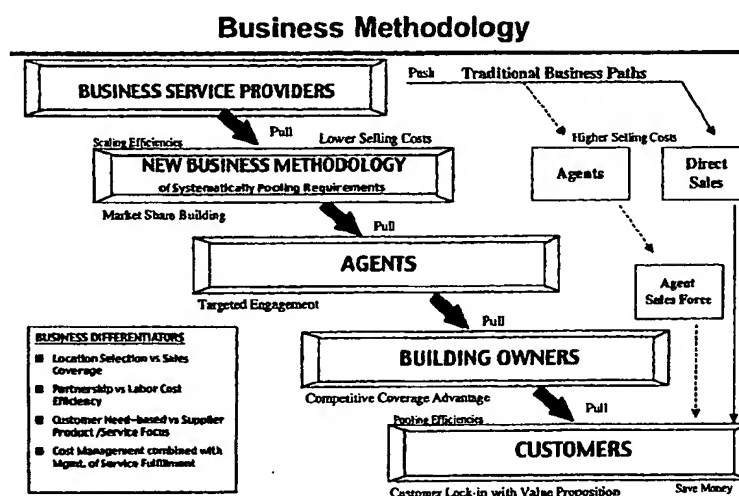 Business Methodology
BUSINESS SERVICE PROVIDERS
Push
Traditional Business Paths
Pull
Scaling Efficiencies
Lower Selling Costs
Higher Selling Costs
NEW BUSINESS METHODOLOGY
of Systematically Pooling Requirements
Agents
Direct
Sales
Market Share Building
Pull
AGENTS
Agent
Sales Force
Targeted Engagement
Pull
BUILDING OWNERS
Competitive Coverage Advantage
Pull
Pooling Efficiencies
CUSTOMERS
Customer Lock-in with Value Proposition
Save Money
BUSINESS DIFFERENTIATORS
■ Location Selection vs Sales
Coverage
■ Partnership vs Labor Cost
Efficiency
■ Customer Need-based vs Supplier
Product /Service Focus
■ Cost Management combined with
Mgmt. of Service Fulfillment